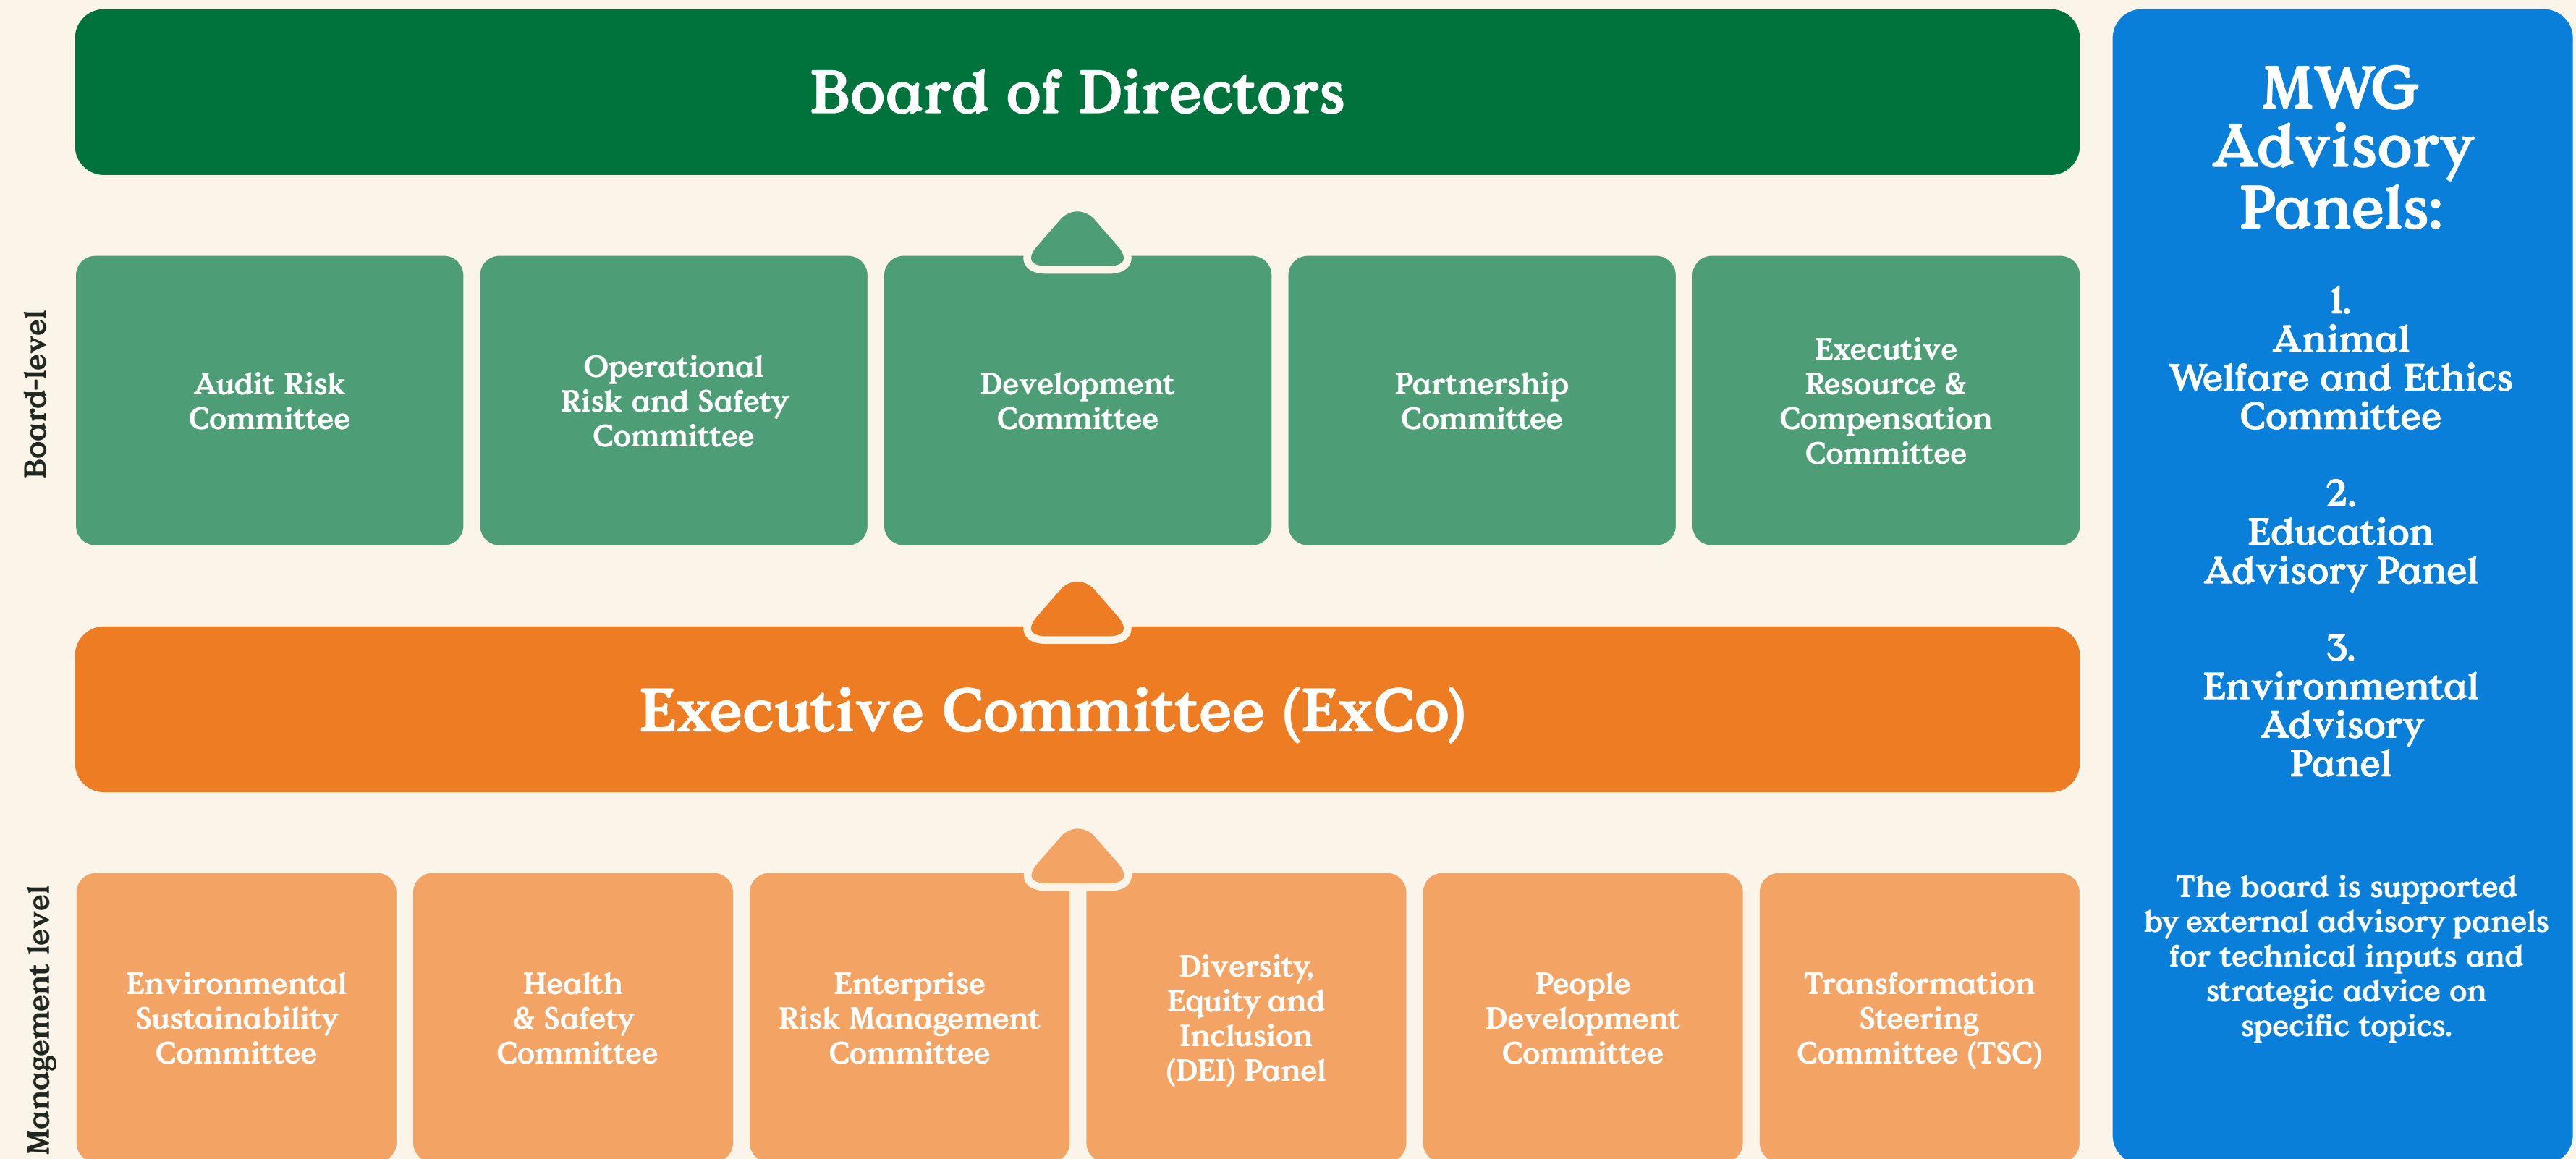 Board of Directors
Board-level
Audit Risk
Committee
Operational
Risk and Safety
Committee
Development
Committee
Partnership
Committee
Executive
Resource &
Compensation
Committee
Executive Committee (ExCo)
Management level
Environmental
Sustainability
Committee
Health
& Safety
Committee
Enterprise
Risk Management
Committee
Diversity,
Equity and
Inclusion
(DEI) Panel
People
Development
Committee
Transformation
Steering
Committee (TSC)
MWG
Advisory
Panels:
1.
Animal
Welfare and Ethics
Committee
2.
Education
Advisory Panel
3.
Environmental
Advisory
Panel
The board is supported
by external advisory panels
for technical inputs and
strategic advice on
specific topics.